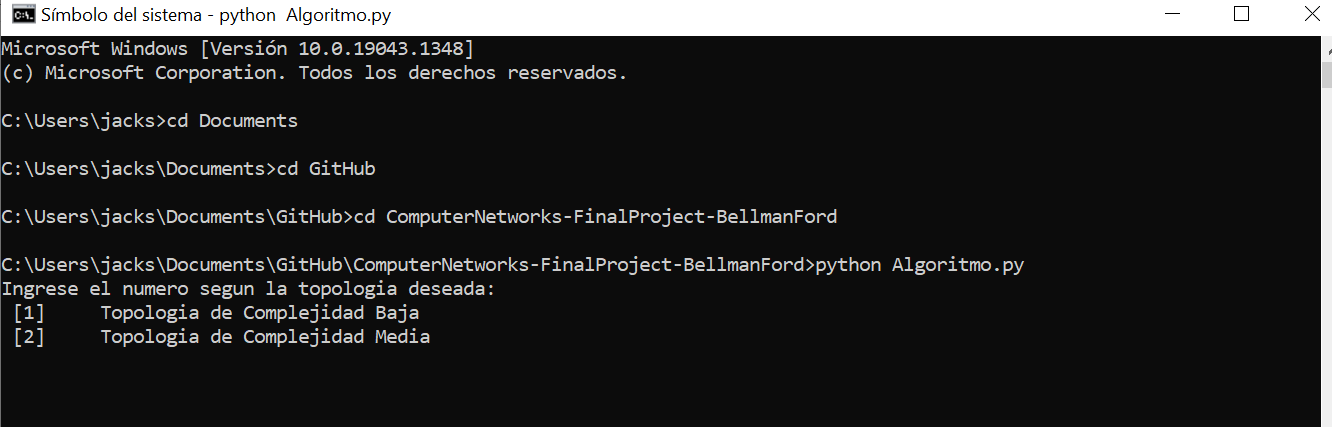 Símbolo del sistema - python  Algoritmo.py
Microsoft Windows [Versión 10.0.19043.1348]
(c) Microsoft Corporation. Todos los derechos reservados.
C:\Users\jacks>cd Documents
C:\Users\jacks\Documents>cd GitHub
C:\Users\jacks\Documents\GitHub>cd ComputerNetworks-FinalProject-BellmanFord
C:\Users\jacks\Documents\GitHub\ComputerNetworks-FinalProject-BellmanFord>python Algoritmo.py
Ingrese el numero segun la topologia deseada:
[1]     Topologia de Complejidad Baja
[2]     Topologia de Complejidad Media